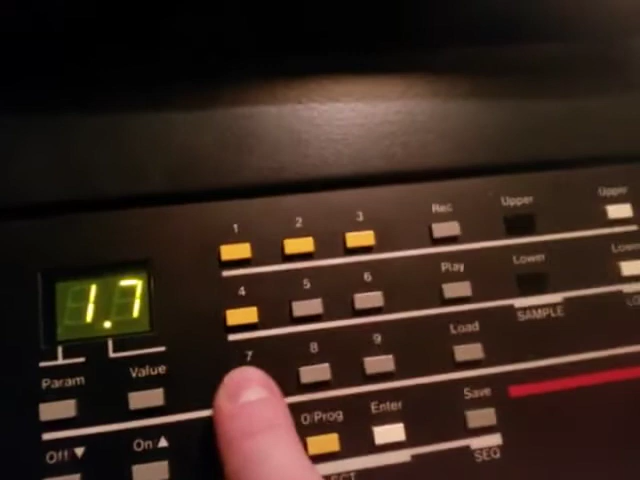 1 2 3 Rec Upper Upper
4 5 6 Play Lower
SAMPLE
1.7
7 8 9 Load
Param Value
0/Prog Enter Save
Off ▼ On ▲
SEQ